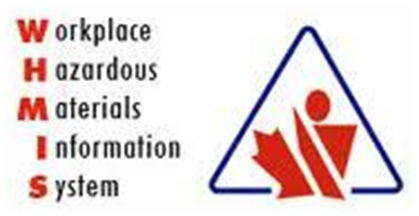 Workplace
Hazardous
Materials
Information
System